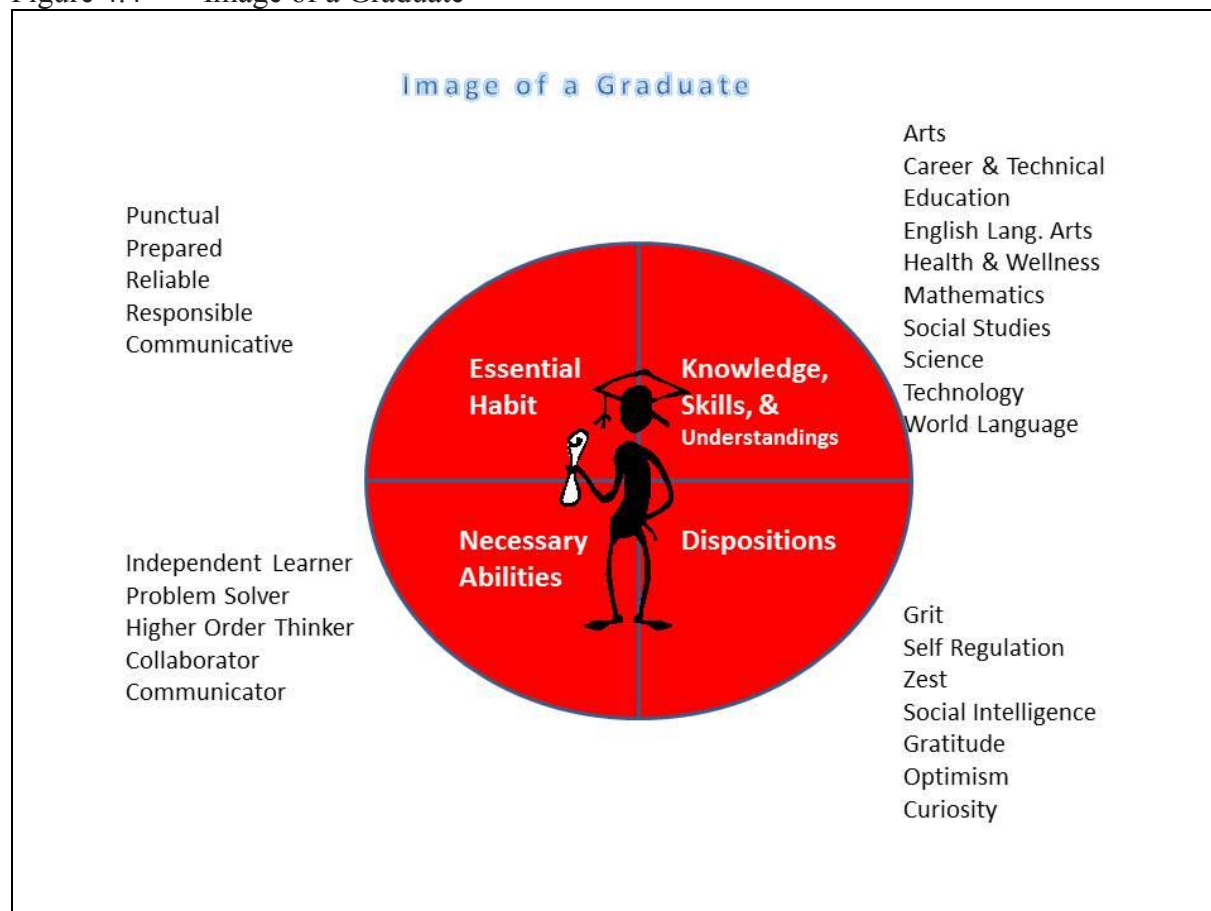 Image of a Graduate
Punctual
Prepared
Reliable
Responsible
Communicative
Arts
Career & Technical
Education
English Lang. Arts
Health & Wellness
Mathematics
Social Studies
Science
Technology
World Language
Essential
Habit
Knowledge,
Skills, &
Understandings
Necessary
Abilities
Dispositions
Independent Learner
Problem Solver
Higher Order Thinker
Collaborator
Communicator
Grit
Self Regulation
Zest
Social Intelligence
Gratitude
Optimism
Curiosity